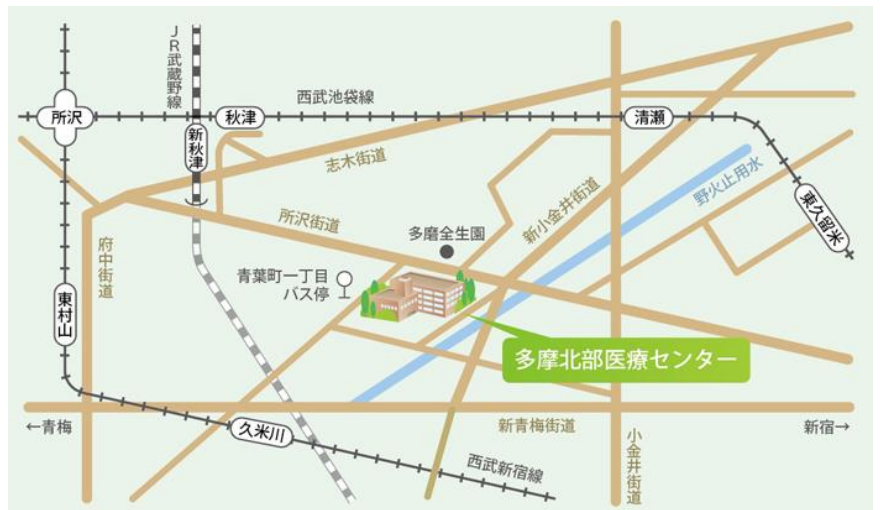 JR武蔵野線
所沢
秋津
西武池袋線
清瀬
新秋津
志木街道
野火止用水
東久留米
所沢街道
新小金井街道
多磨全生園
府中街道
青葉町一丁目
バス停
東村山
多摩北部医療センター
←青梅
久米川
新青梅街道
新宿→
小金井街道
西武新宿線